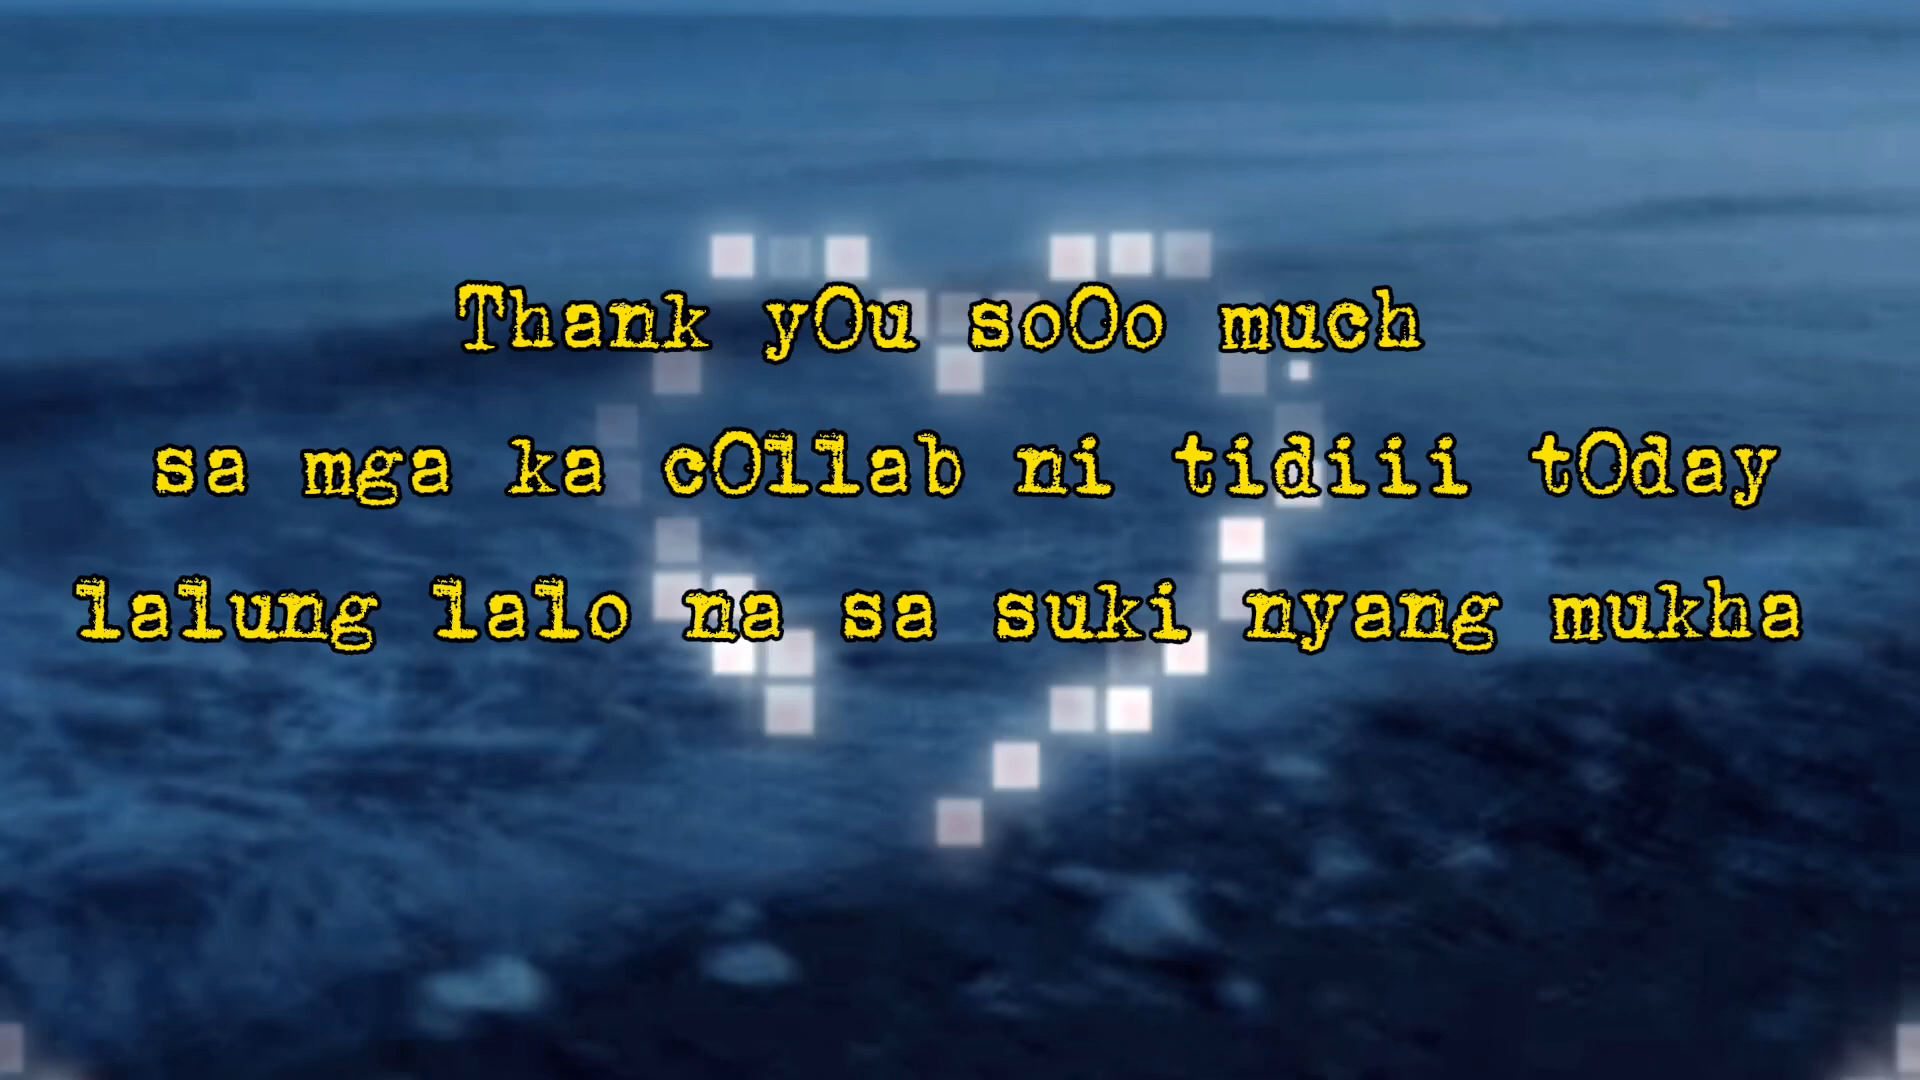 Thank yOu soOo much
sa mga ka cOllab ni tidiii tOday
lalung lalo na sa suki nyang mukha